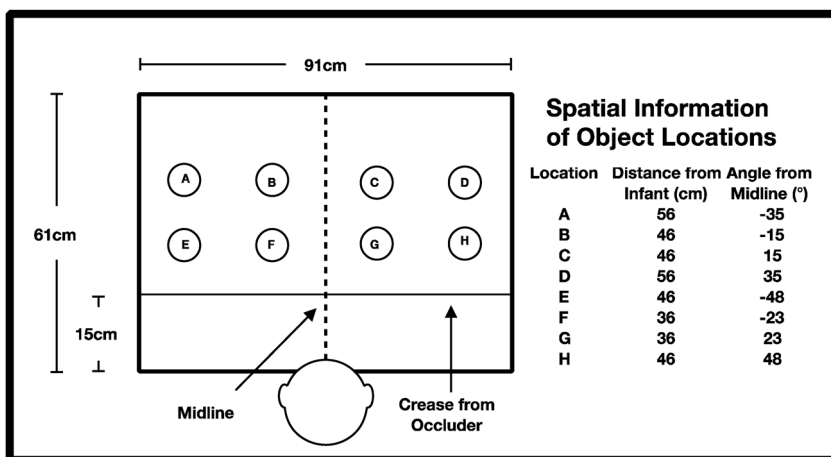 91cm
Spatial Information
of Object Locations
Location Distance from Angle from
Infant (cm) Midline (°)
A 56 -35
B 46 -15
C 46 15
D 56 35
E 46 -48
F 36 -23
G 36 23
H 46 48
A B C D
61cm
E F G H
15cm
Midline
Crease from
Occluder